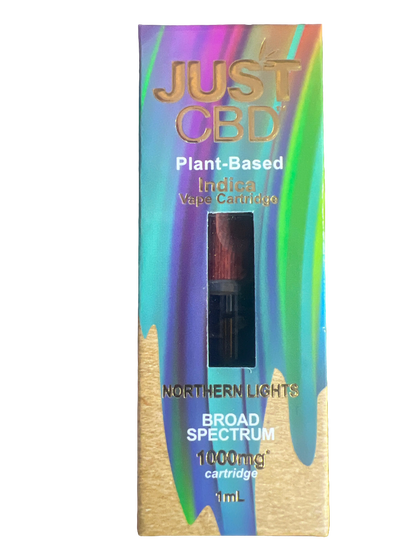 JUST
CBD
Plant-Based
Indica
Vape Cartridge
NORTHERN LIGHTS
BROAD
SPECTRUM
1000mg*
cartridge
1mL